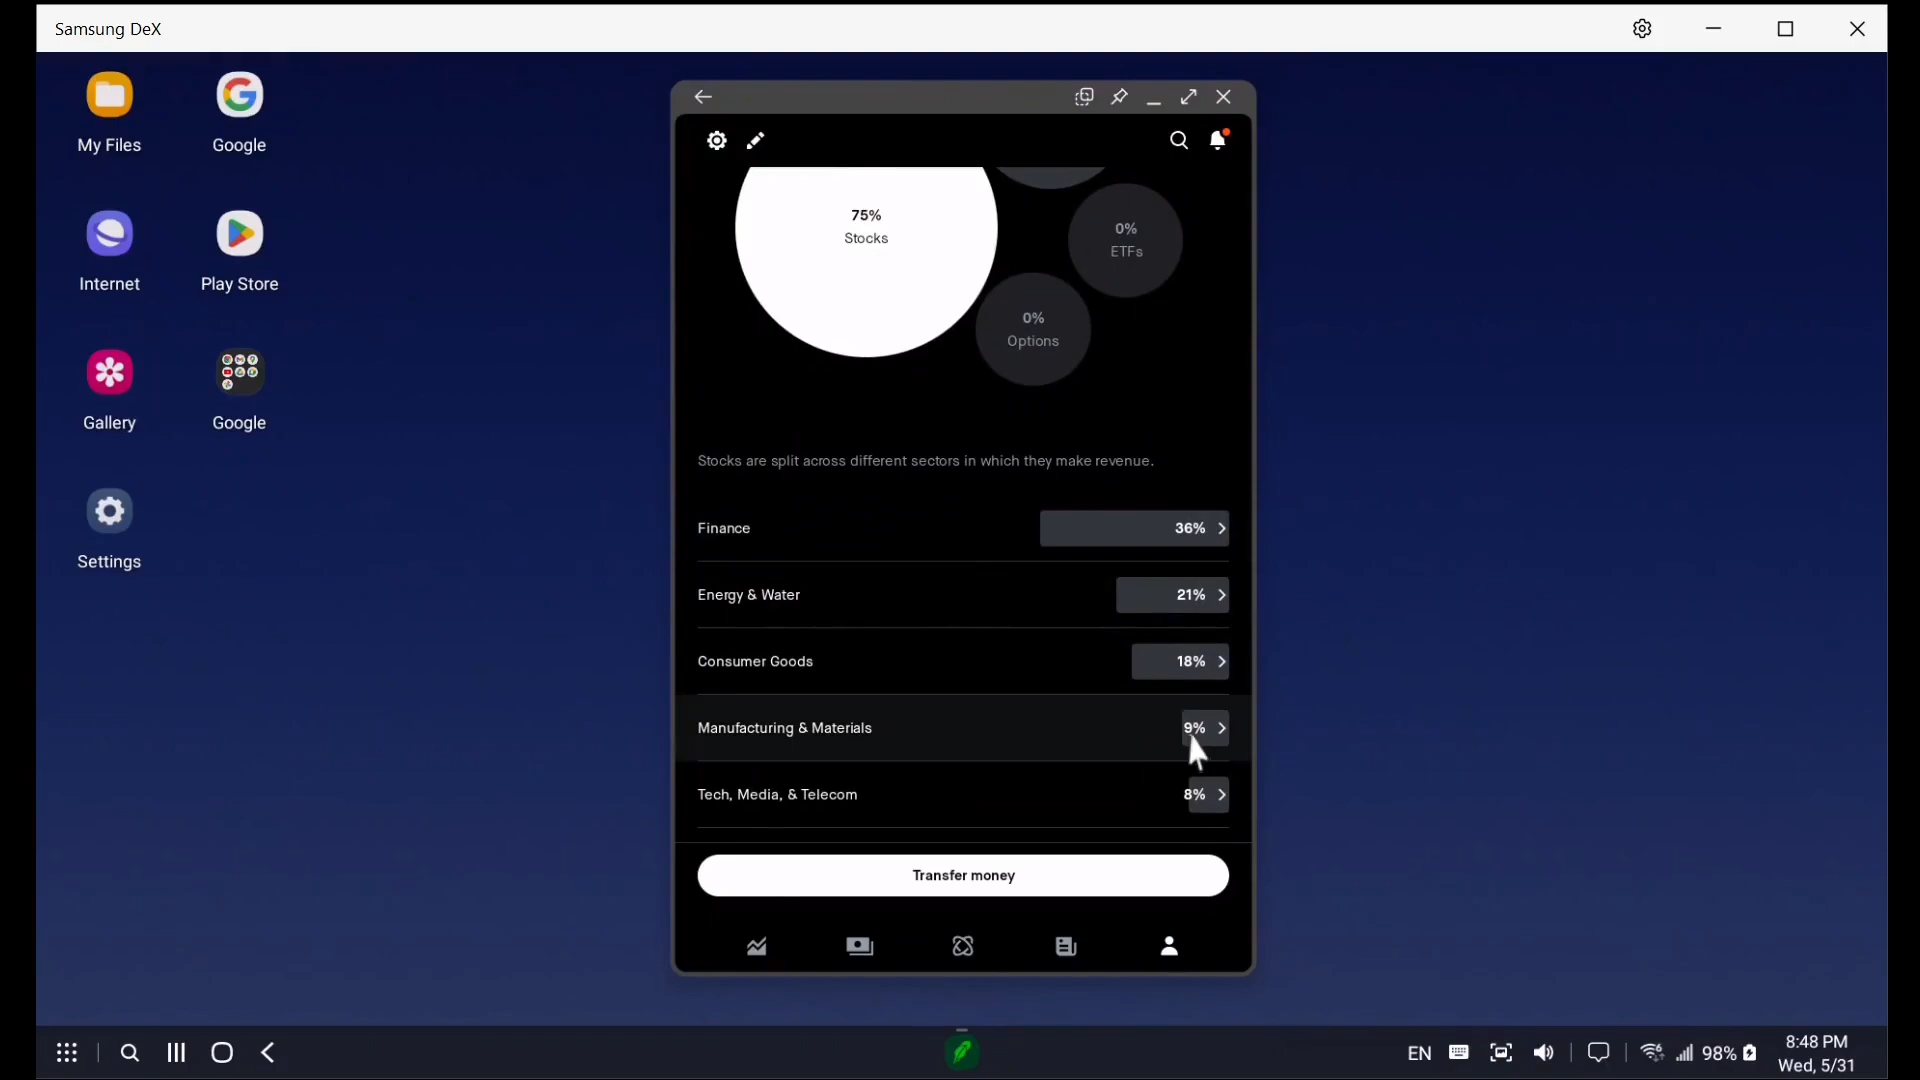 Samsung DeX
My Files
Google
Internet
Play Store
Gallery
Google
Settings
75%
Stocks
0%
ETFs
0%
Options
Stocks are split across different sectors in which they make revenue.
Finance 36%
Energy & Water 21%
Consumer Goods 18%
Manufacturing & Materials 9%
Tech, Media, & Telecom 8%
Transfer money
EN
98%
8:48 PM
Wed, 5/31